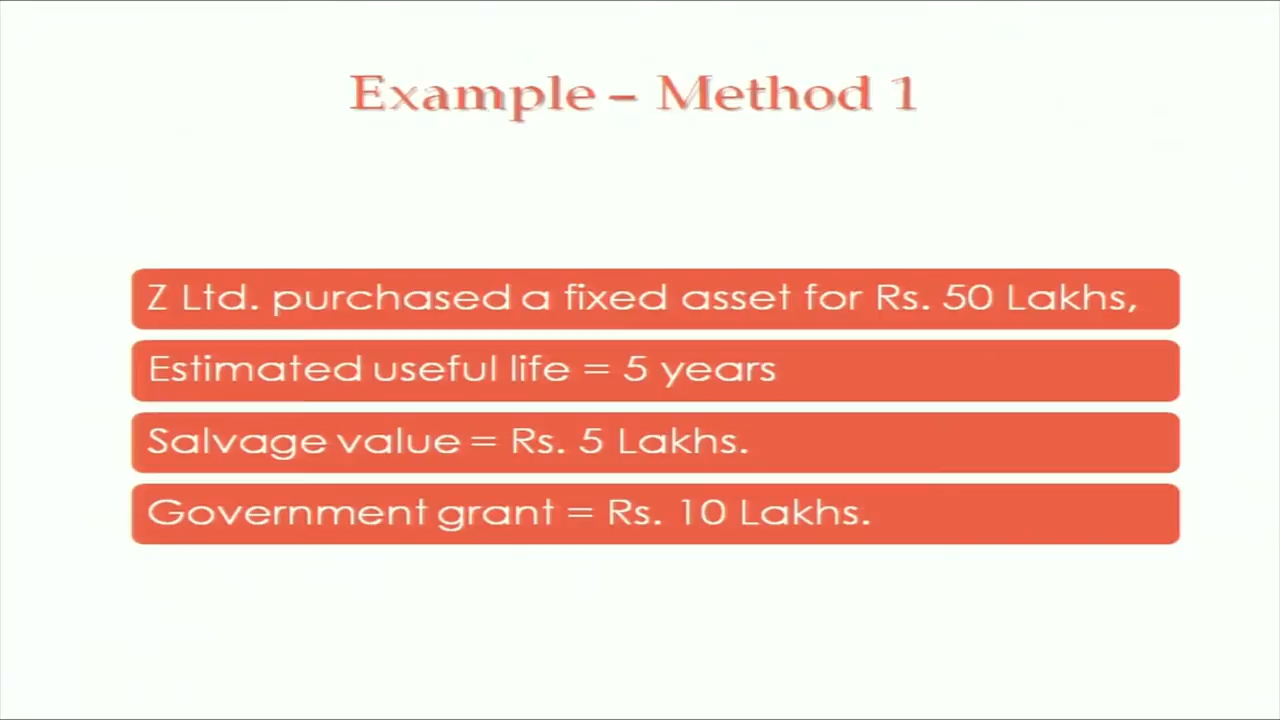 Example – Method 1
Z Ltd. purchased a fixed asset for Rs. 50 Lakhs,
Estimated useful life = 5 years
Salvage value = Rs. 5 Lakhs.
Government grant = Rs. 10 Lakhs.